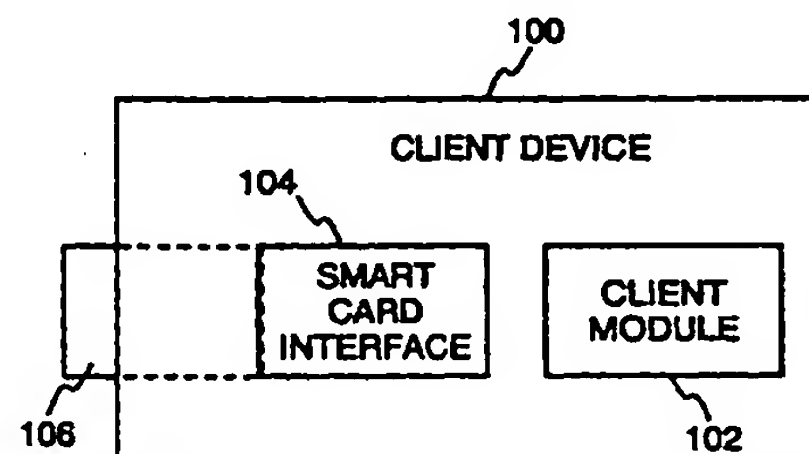 100
CLIENT DEVICE
104
SMART
CARD
INTERFACE
CLIENT
MODULE
106
102